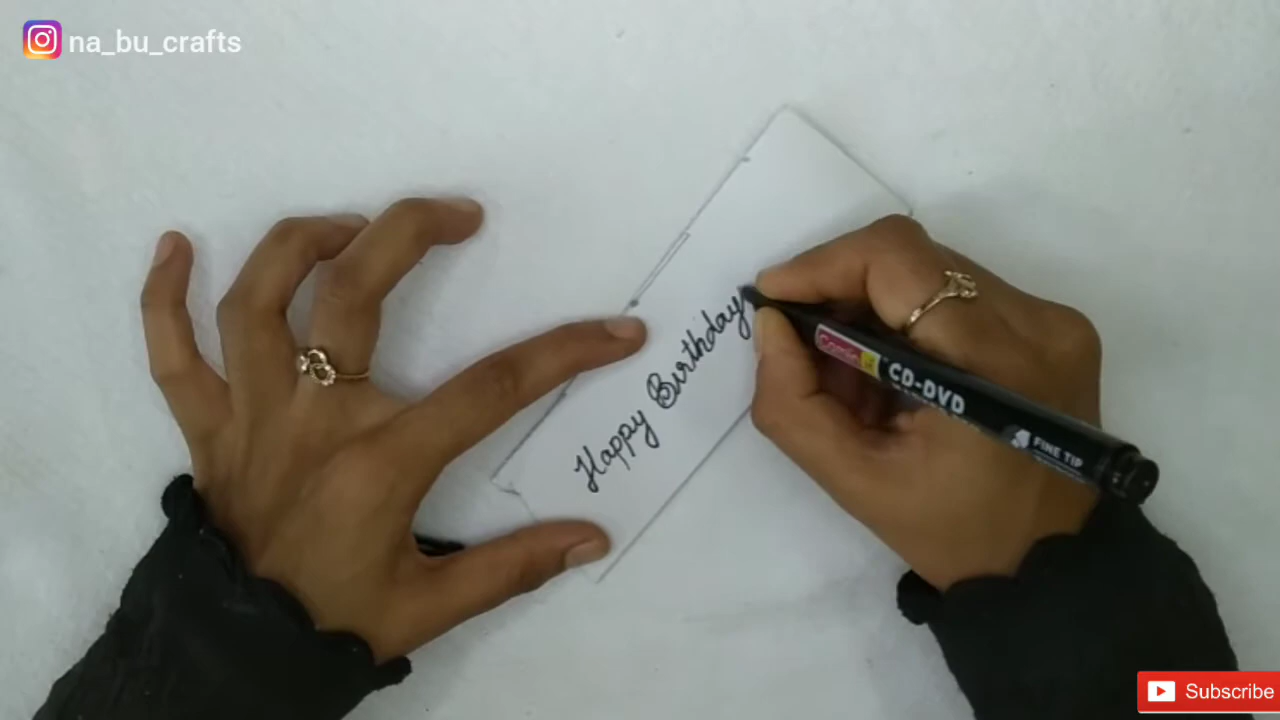 na_bu_crafts
Happy Birthday
CD-DVD
FINE TIP
Subscribe